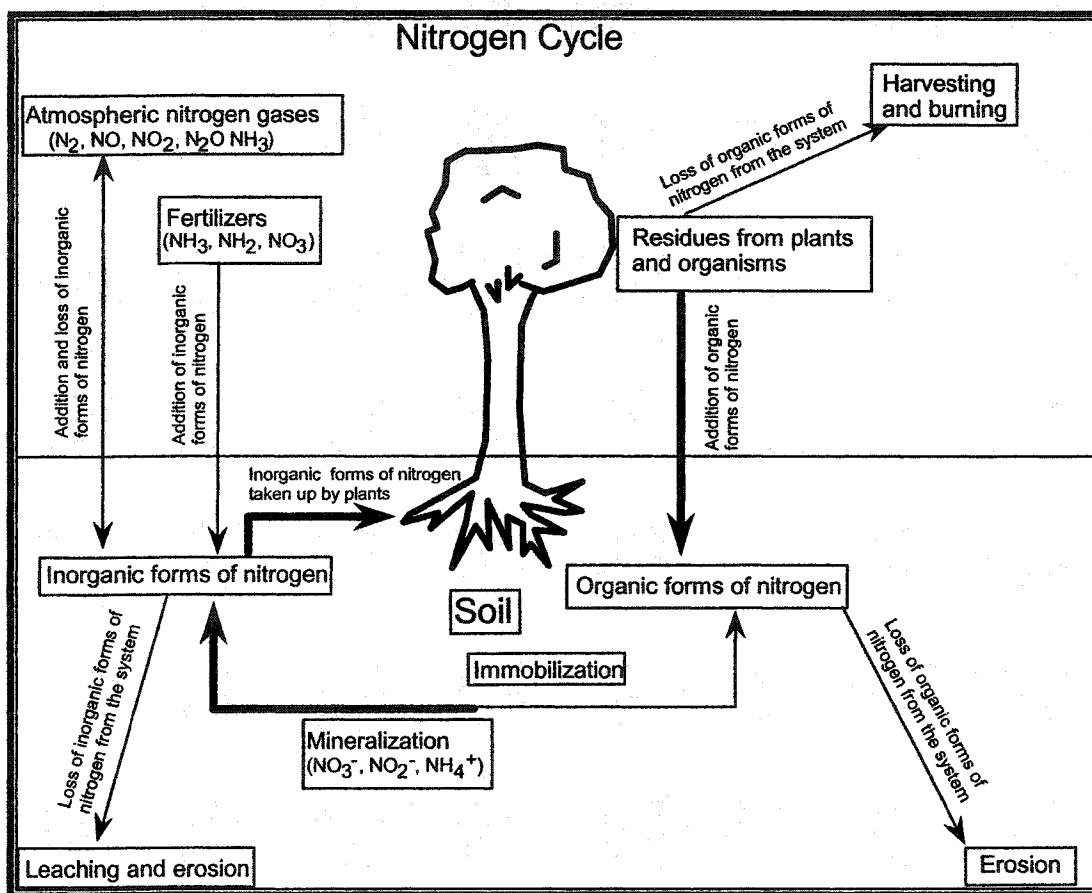 Nitrogen Cycle
Atmospheric nitrogen gases
(N₂, NO, NO₂, N₂O NH₃)
Harvesting
and burning
Loss of organic forms of
nitrogen from the system
Fertilizers
(NH₃, NH₂, NO₃)
Residues from plants
and organisms
Addition and loss of inorganic
forms of nitrogen
Addition of inorganic
forms of nitrogen
Addition of organic
forms of nitrogen
Inorganic forms of nitrogen
taken up by plants
Inorganic forms of nitrogen
Organic forms of nitrogen
Soil
Immobilization
Mineralization
(NO₃⁻, NO₂⁻, NH₄⁺)
Loss of inorganic forms of
nitrogen from the system
Loss of organic forms of
nitrogen from the system
Leaching and erosion
Erosion